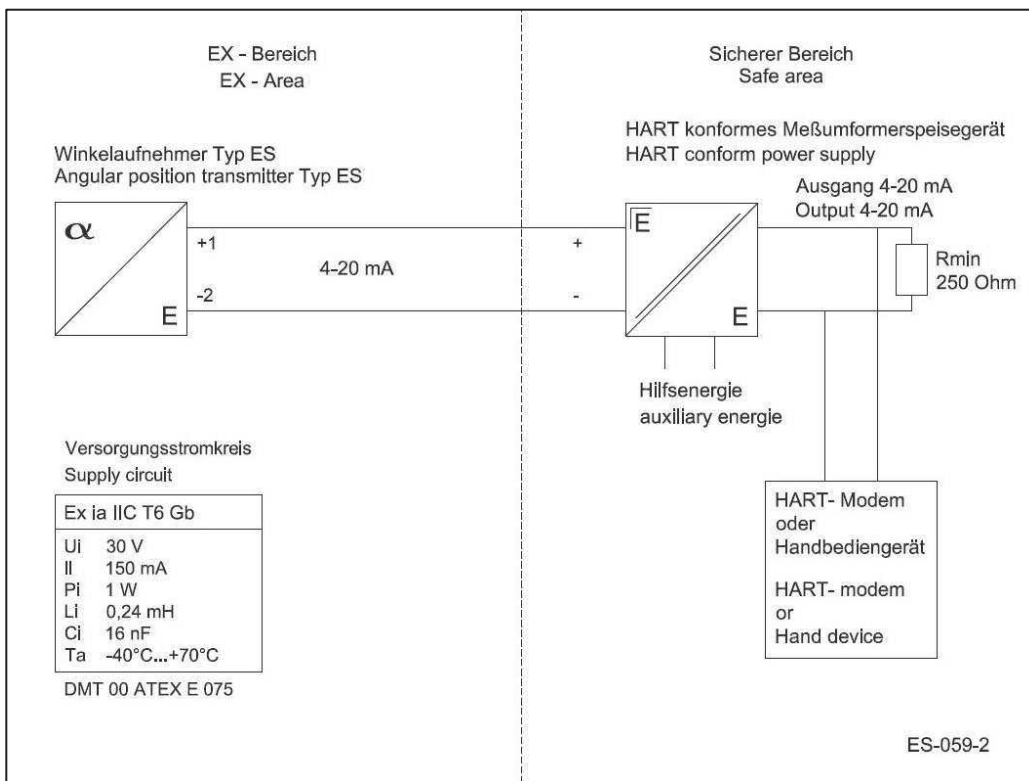 EX - Bereich
EX - Area
Sicherer Bereich
Safe area
Winkelaufnehmer Typ ES
Angular position transmitter Typ ES
HART konformes Meßumformerspeisegerät
HART conform power supply
Ausgang 4-20 mA
Output 4-20 mA
α
E
+1
-2
4-20 mA
+
-
E
E
Rmin
250 Ohm
Hilfsenergie
auxiliary energie
Versorgungsstromkreis
Supply circuit
Ex ia IIC T6 Gb
Ui 30 V
II 150 mA
Pi 1 W
Li 0,24 mH
Ci 16 nF
Ta -40°C...+70°C
DMT 00 ATEX E 075
HART- Modem
oder
Handbediengerät
HART- modem
or
Hand device
ES-059-2